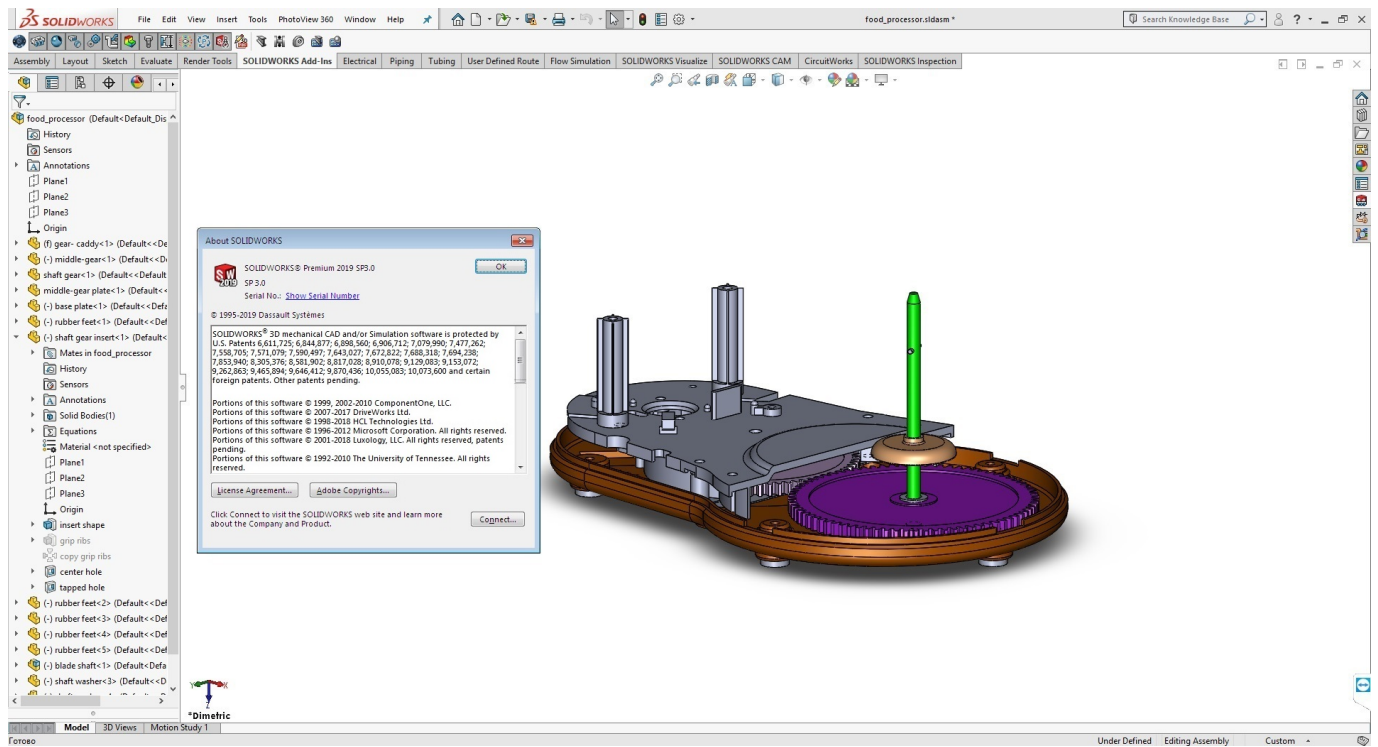 SOLIDWORKS File Edit View Insert Tools PhotoView 360 Window Help food_processor.sldasm * Search Knowledge Base
Assembly Layout Sketch Evaluate Render Tools SOLIDWORKS Add-Ins Electrical Piping Tubing User Defined Route Flow Simulation SOLIDWORKS Visualize SOLIDWORKS CAM CircuitWorks SOLIDWORKS Inspection
food_processor (Default<Default_Dis
History
Sensors
Annotations
Plane1
Plane2
Plane3
Origin
(f) gear- caddy<1> (Default<<De
(-) middle-gear<1> (Default<<D
shaft gear<1> (Default<<Default
middle-gear plate<1> (Default<<
(-) base plate<1> (Default<<Defa
(-) rubber feet<1> (Default<<Def
(-) shaft gear insert<1> (Default<
Mates in food_processor
History
Sensors
Annotations
Solid Bodies(1)
Equations
Material <not specified>
Plane1
Plane2
Plane3
Origin
insert shape
grip ribs
copy grip ribs
center hole
tapped hole
(-) rubber feet<2> (Default<<Def
(-) rubber feet<3> (Default<<Def
(-) rubber feet<4> (Default<<Def
(-) rubber feet<5> (Default<<Def
(-) blade shaft<1> (Default<Defa
(-) shaft washer<3> (Default<<D
About SOLIDWORKS
SW
2019
SOLIDWORKS® Premium 2019 SP3.0
OK
SP 3.0
Serial No.: Show Serial Number
© 1995-2019 Dassault Systèmes
SOLIDWORKS® 3D mechanical CAD and/or Simulation software is protected by
U.S. Patents 6,611,725; 6,844,877; 6,898,560; 6,906,712; 7,079,990; 7,477,262;
7,558,705; 7,571,079; 7,590,497; 7,643,027; 7,672,822; 7,688,318; 7,694,238;
7,853,940; 8,305,376; 8,581,902; 8,817,028; 8,910,078; 9,129,083; 9,153,072;
9,262,863; 9,465,894; 9,646,412; 9,870,436; 10,055,083; 10,073,600 and certain
foreign patents. Other patents pending.
Portions of this software © 1999, 2002-2010 ComponentOne, LLC.
Portions of this software © 2007-2017 DriveWorks Ltd.
Portions of this software © 1998-2018 HCL Technologies Ltd.
Portions of this software © 1996-2012 Microsoft Corporation. All rights reserved.
Portions of this software © 2001-2018 Luxology, LLC. All rights reserved, patents
pending.
Portions of this software © 1992-2010 The University of Tennessee. All rights
reserved.
License Agreement... Adobe Copyrights...
Click Connect to visit the SOLIDWORKS web site and learn more
about the Company and Product.
Connect...
Y X
Z
*Dimetric
Model 3D Views Motion Study 1
Готово Under Defined Editing Assembly Custom